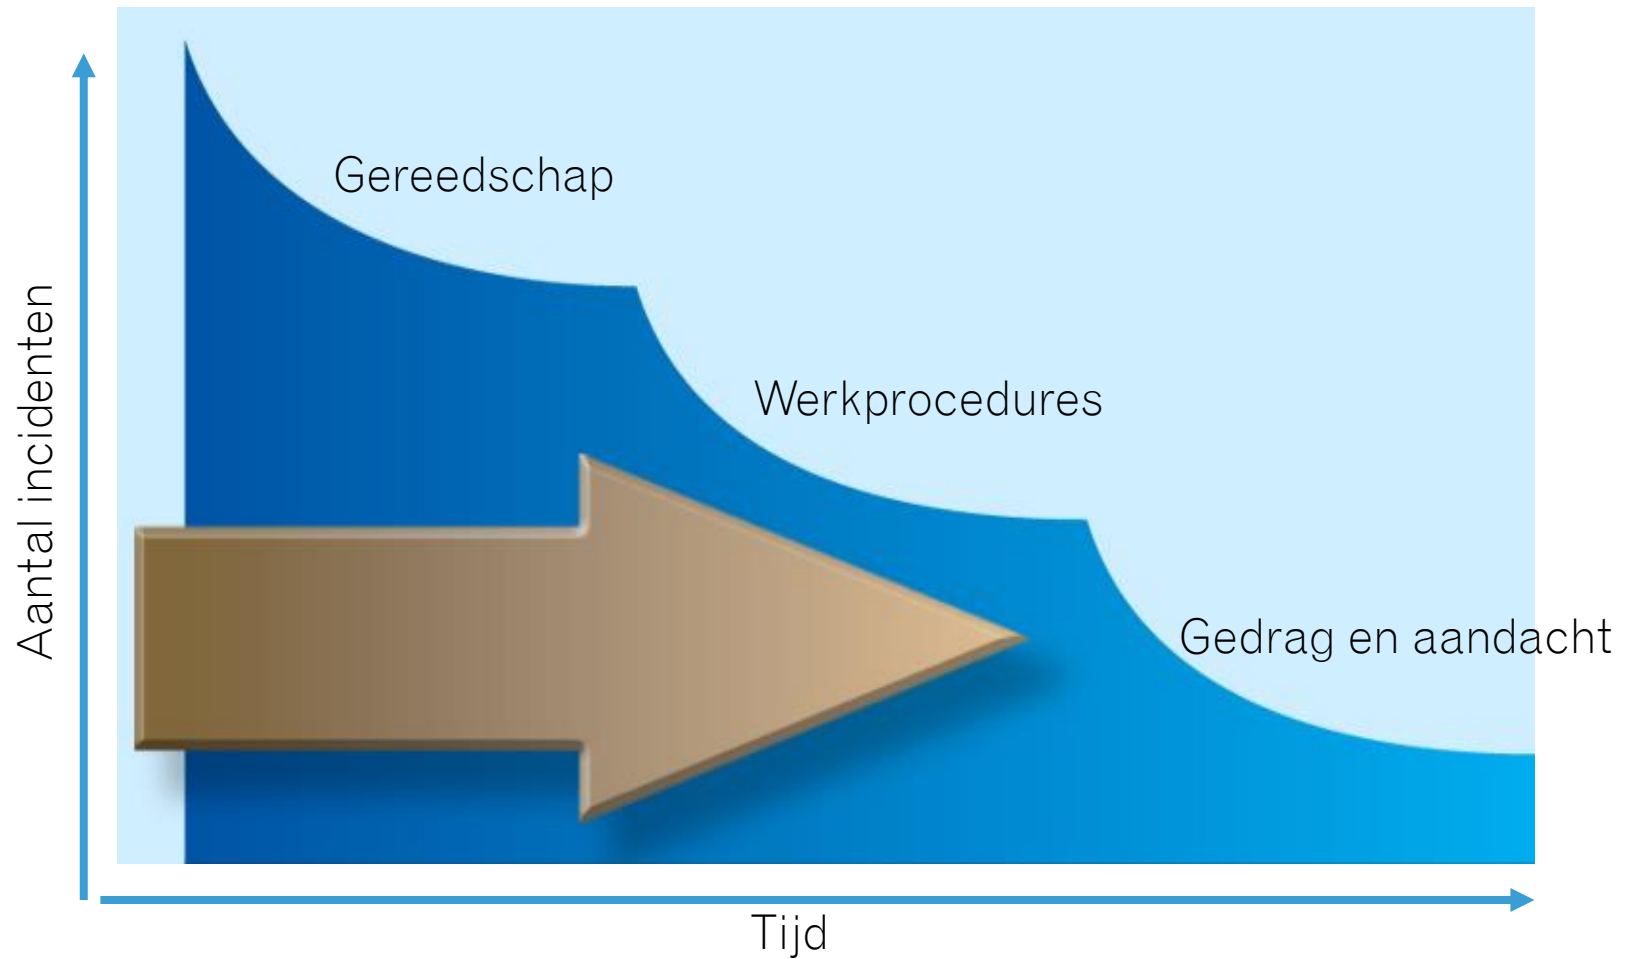 Gereedschap
Werkprocedures
Gedrag en aandacht
Aantal incidenten
Tijd